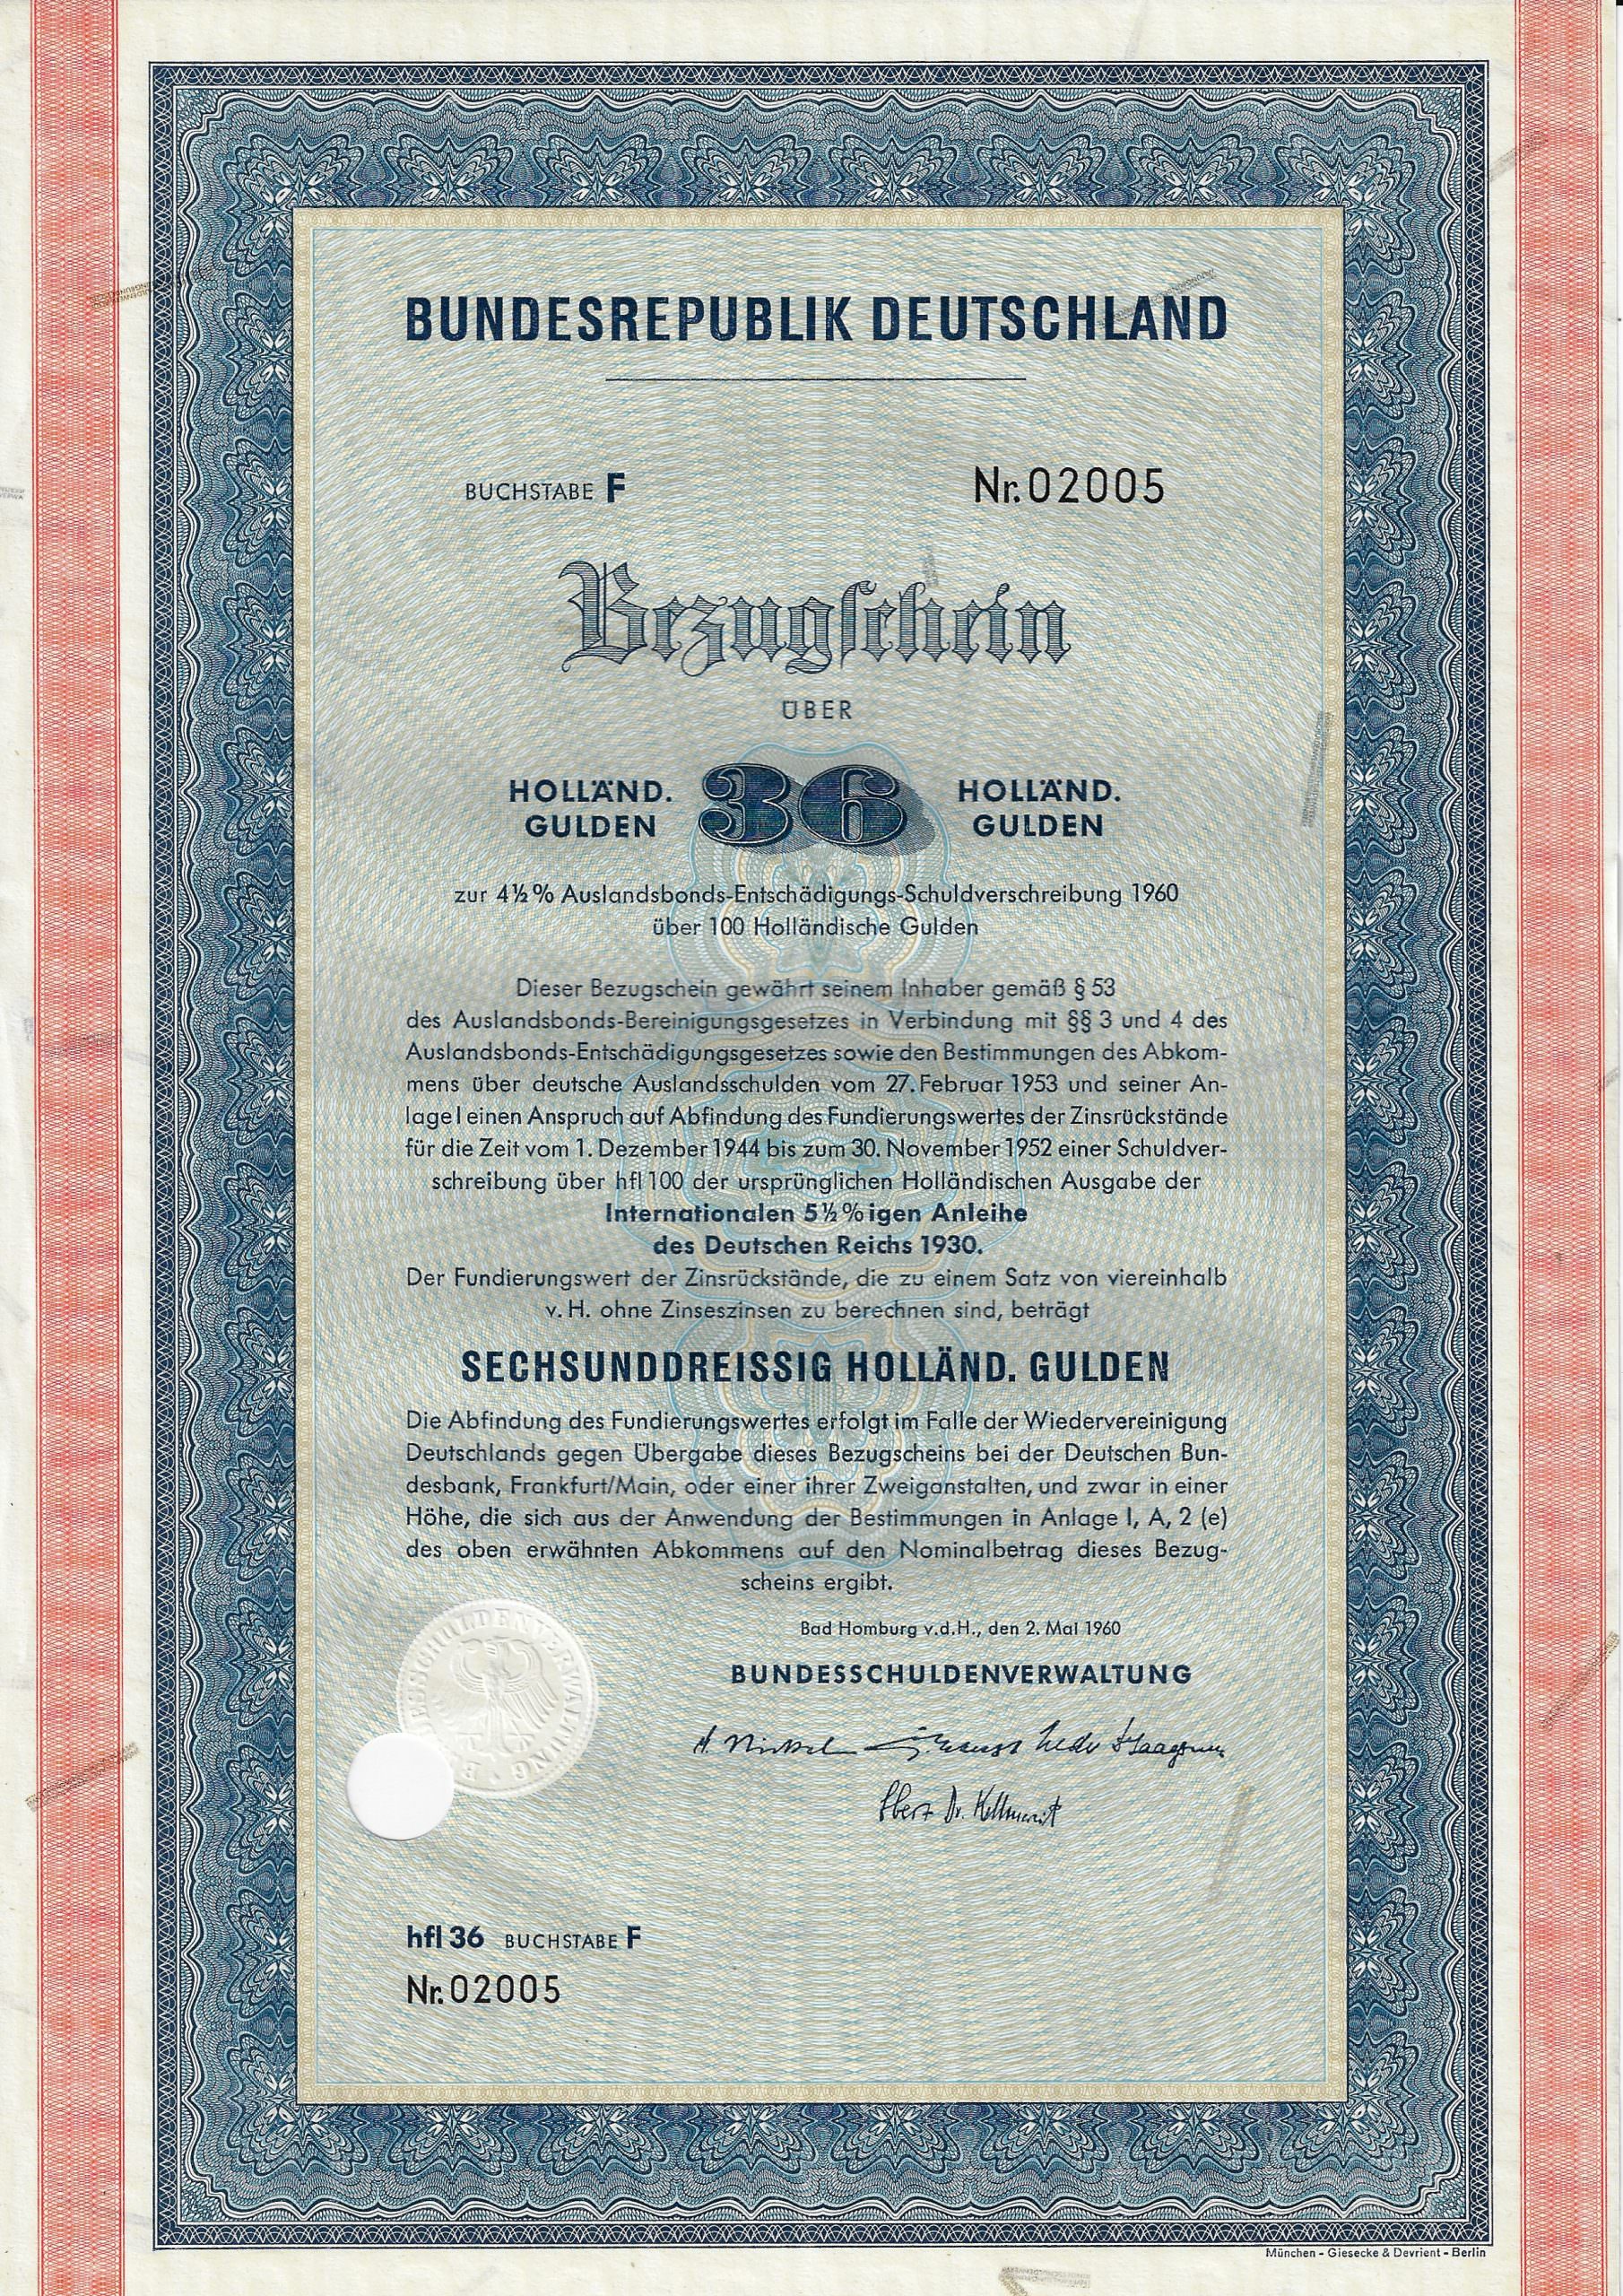 BUNDESREPUBLIK DEUTSCHLAND
BUCHSTABE F Nr. 02005
Bezugschein
ÜBER
HOLLÄND. GULDEN 36 HOLLÄND. GULDEN
zur 4½% Auslandsbonds-Entschädigungs-Schuldverschreibung 1960
über 100 Holländische Gulden
Dieser Bezugschein gewährt seinem Inhaber gemäß § 53
des Auslandsbonds-Bereinigungsgesetzes in Verbindung mit §§ 3 und 4 des
Auslandsbonds-Entschädigungsgesetzes sowie den Bestimmungen des Abkom-
mens über deutsche Auslandsschulden vom 27. Februar 1953 und seiner An-
lage I einen Anspruch auf Abfindung des Fundierungswertes der Zinsrückstände
für die Zeit vom 1. Dezember 1944 bis zum 30. November 1952 einer Schuldver-
schreibung über hfl 100 der ursprünglichen Holländischen Ausgabe der
Internationalen 5½%igen Anleihe
des Deutschen Reichs 1930.
Der Fundierungswert der Zinsrückstände, die zu einem Satz von viereinhalb
v. H. ohne Zinseszinsen zu berechnen sind, beträgt
SECHSUNDDREISSIG HOLLÄND. GULDEN
Die Abfindung des Fundierungswertes erfolgt im Falle der Wiedervereinigung
Deutschlands gegen Übergabe dieses Bezugscheins bei der Deutschen Bun-
desbank, Frankfurt/Main, oder einer ihrer Zweiganstalten, und zwar in einer
Höhe, die sich aus der Anwendung der Bestimmungen in Anlage I, A, 2 (e)
des oben erwähnten Abkommens auf den Nominalbetrag dieses Bezug-
scheins ergibt.
Bad Homburg v.d.H., den 2. Mai 1960
BUNDESSCHULDENVERWALTUNG
hfl 36 BUCHSTABE F
Nr. 02005
München - Giesecke & Devrient - Berlin